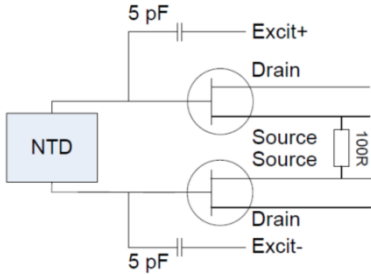 5 pF
Excit+
Drain
NTD
Source
Source
100R
Drain
Excit-
5 pF